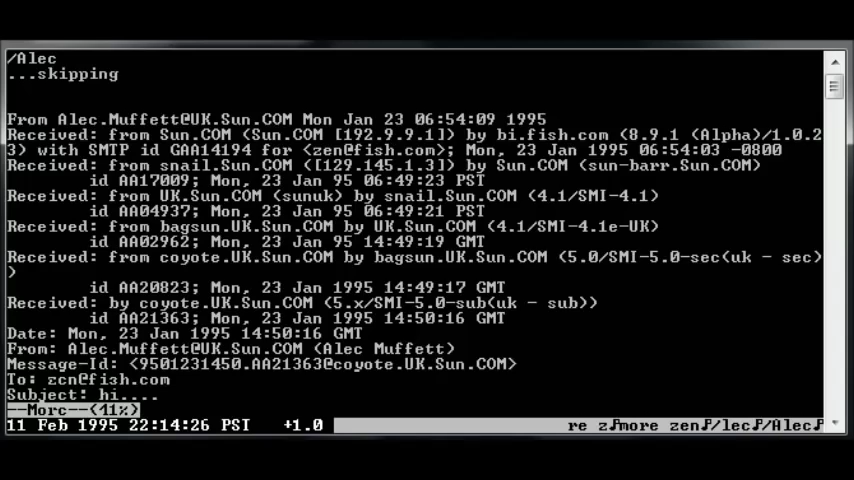 /Alec
...skipping
From Alec.Muffett@UK.Sun.COM Mon Jan 23 06:54:09 1995
Received: from Sun.COM (Sun.COM [192.9.9.1]) by bi.fish.com (8.9.1 (Alpha)/1.0.2
3) with SMTP id GAA14194 for <zen@fish.com>; Mon, 23 Jan 1995 06:54:03 -0800
Received: from snail.Sun.COM ([129.145.1.3]) by Sun.COM (sun-barr.Sun.COM)
id AA17009; Mon, 23 Jan 95 06:49:23 PST
Received: from UK.Sun.COM (sunuk) by snail.Sun.COM (4.1/SMI-4.1)
id AA04937; Mon, 23 Jan 95 06:49:21 PST
Received: from bagsun.UK.Sun.COM by UK.Sun.COM (4.1/SMI-4.1e-UK)
id AA02962; Mon, 23 Jan 95 14:49:19 GMT
Received: from coyote.UK.Sun.COM by bagsun.UK.Sun.COM (5.0/SMI-5.0-sec(uk - sec)
)
id AA20823; Mon, 23 Jan 1995 14:49:17 GMT
Received: by coyote.UK.Sun.COM (5.x/SMI-5.0-sub(uk - sub))
id AA21363; Mon, 23 Jan 1995 14:50:16 GMT
Date: Mon, 23 Jan 1995 14:50:16 GMT
From: Alec.Muffett@UK.Sun.COM (Alec Muffett)
Message-Id: <9501231450.AA21363@coyote.UK.Sun.COM>
To: zen@fish.com
Subject: hi....
--More--(11%)
11 Feb 1995 22:14:26 PST +1.0 re z♪more zen♪/lec♪/Alec♪